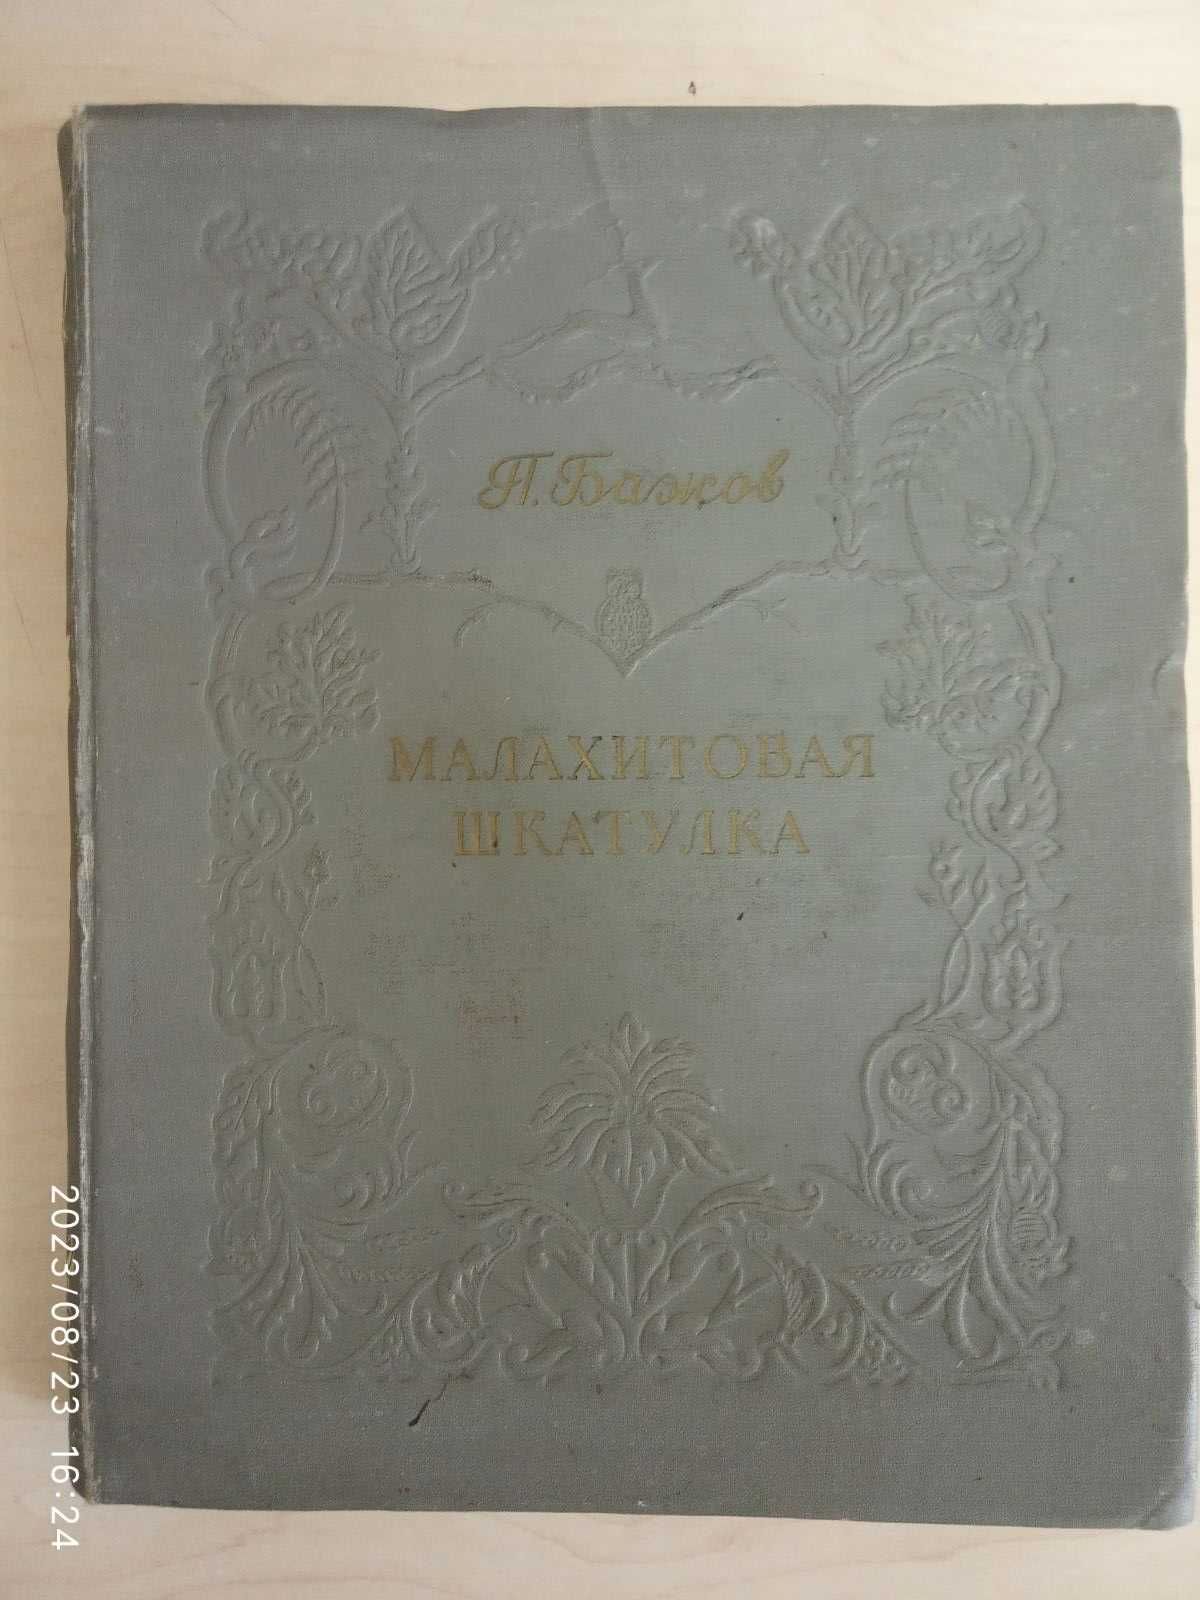 П. Бажов
МАЛАХИТОВАЯ
ШКАТУЛКА
2023/08/23 16:24